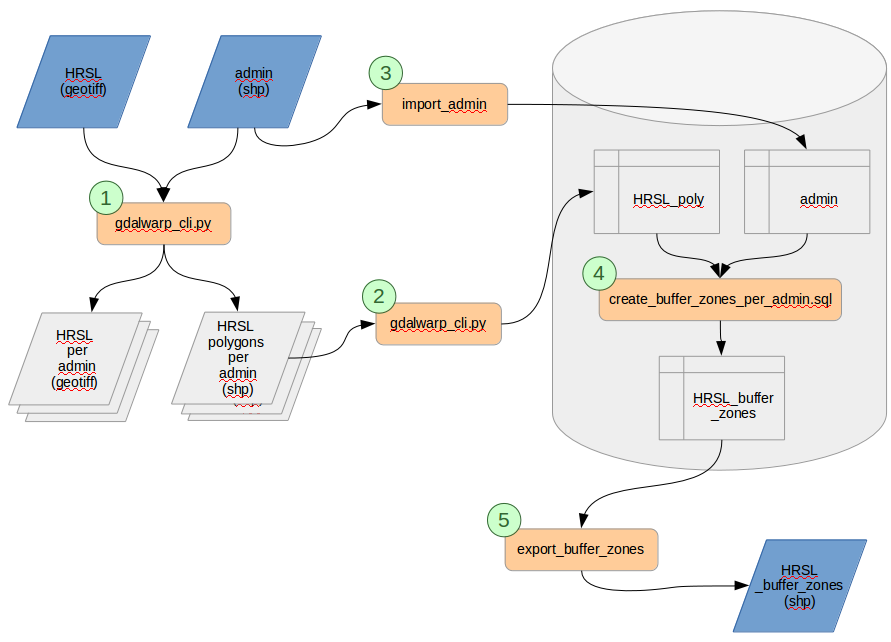 HRSL
(geotiff)
admin
(shp)
3
import_admin
1
gdalwarp_cli.py
HRSL_poly
admin
4
create_buffer_zones_per_admin.sql
2
gdalwarp_cli.py
HRSL
per
admin
(geotiff)
HRSL
polygons
per
admin
(shp)
HRSL_buffer
_zones
5
export_buffer_zones
HRSL
_buffer_zones
(shp)